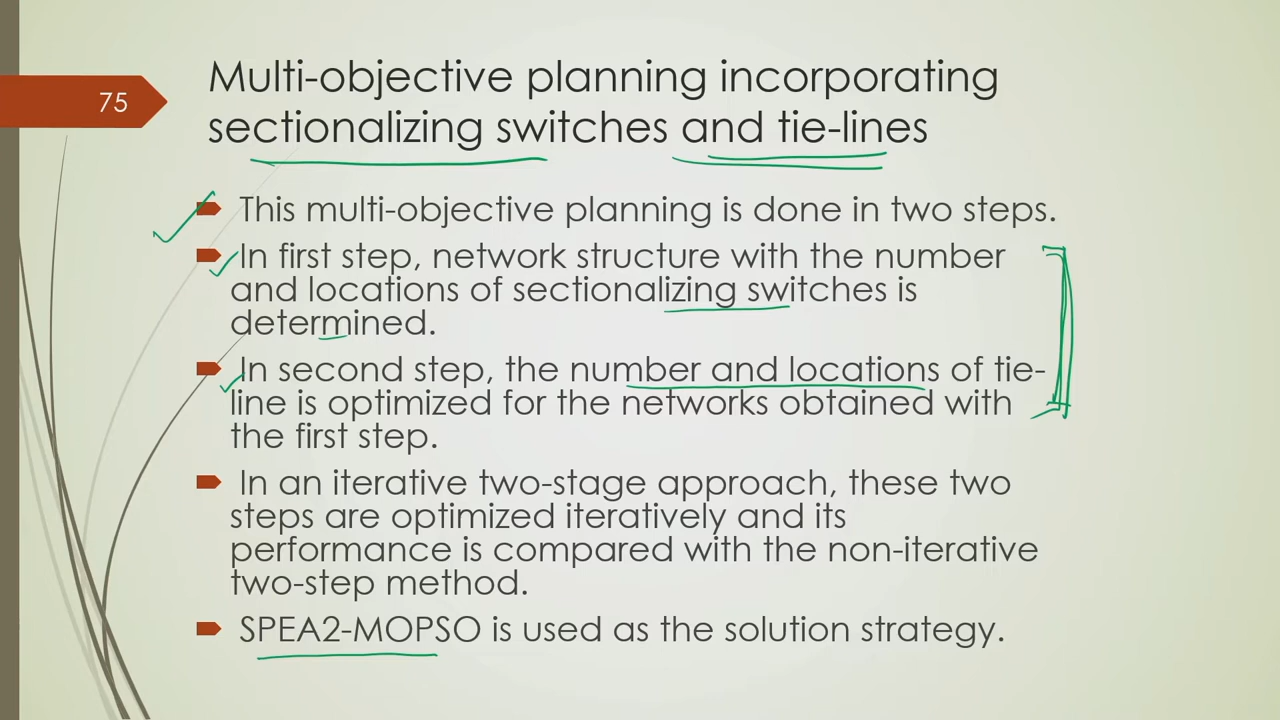 75
Multi-objective planning incorporating
sectionalizing switches and tie-lines
This multi-objective planning is done in two steps.
In first step, network structure with the number
and locations of sectionalizing switches is
determined.
In second step, the number and locations of tie-
line is optimized for the networks obtained with
the first step.
In an iterative two-stage approach, these two
steps are optimized iteratively and its
performance is compared with the non-iterative
two-step method.
SPEA2-MOPSO is used as the solution strategy.